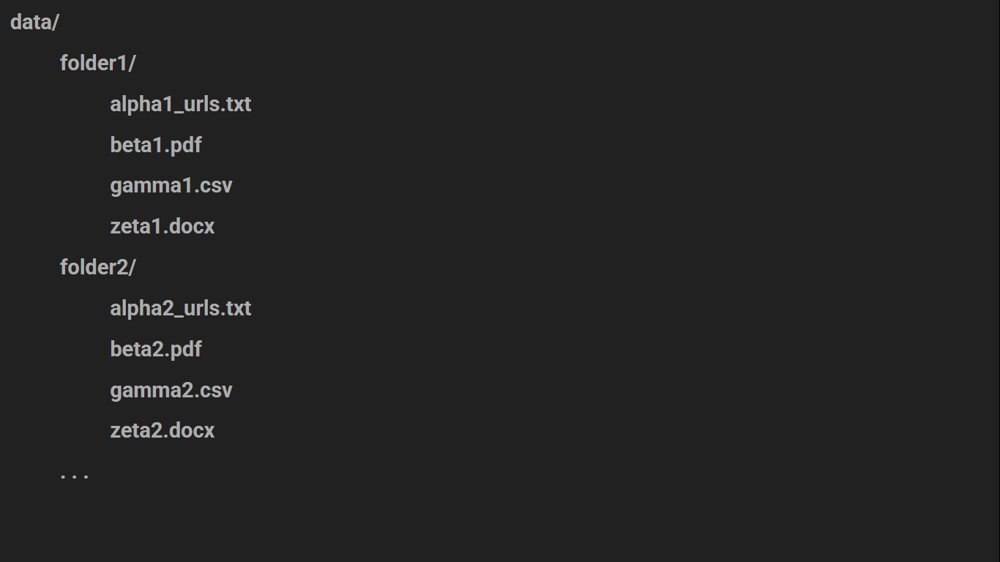 data/
folder1/
alpha1_urls.txt
beta1.pdf
gamma1.csv
zeta1.docx
folder2/
alpha2_urls.txt
beta2.pdf
gamma2.csv
zeta2.docx
. . .